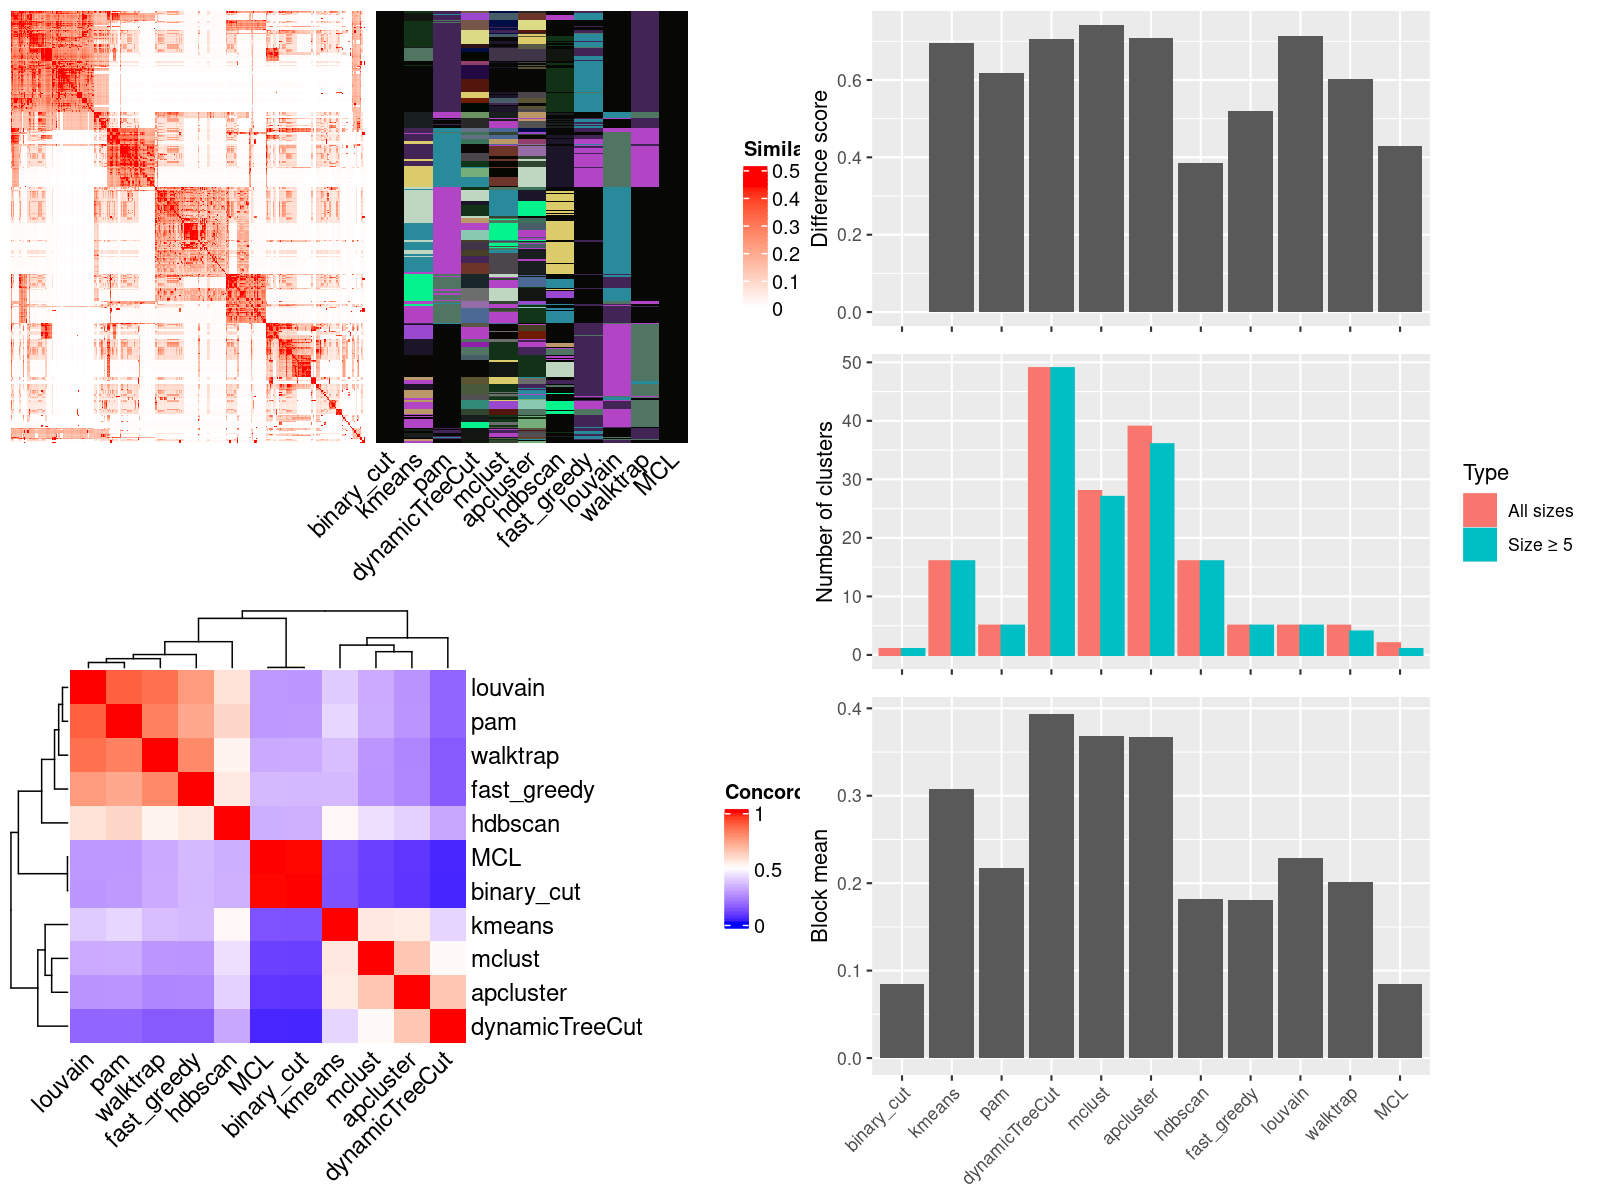 Simila
0.5
0.4
0.3
0.2
0.1
0
binary_cut
kmeans
pam
dynamicTreeCut
mclust
apcluster
hdbscan
fast_greedy
louvain
walktrap
MCL
louvain
pam
walktrap
fast_greedy
hdbscan
MCL
binary_cut
kmeans
mclust
apcluster
dynamicTreeCut
Concord
1
0.5
0
louvain
pam
walktrap
fast_greedy
hdbscan
MCL
binary_cut
kmeans
mclust
apcluster
dynamicTreeCut
Difference score
0.6
0.4
0.2
0.0
Number of clusters
50
40
30
20
10
0
Type
All sizes
Size ≥ 5
Block mean
0.4
0.3
0.2
0.1
0.0
binary_cut
kmeans
pam
dynamicTreeCut
mclust
apcluster
hdbscan
fast_greedy
louvain
walktrap
MCL